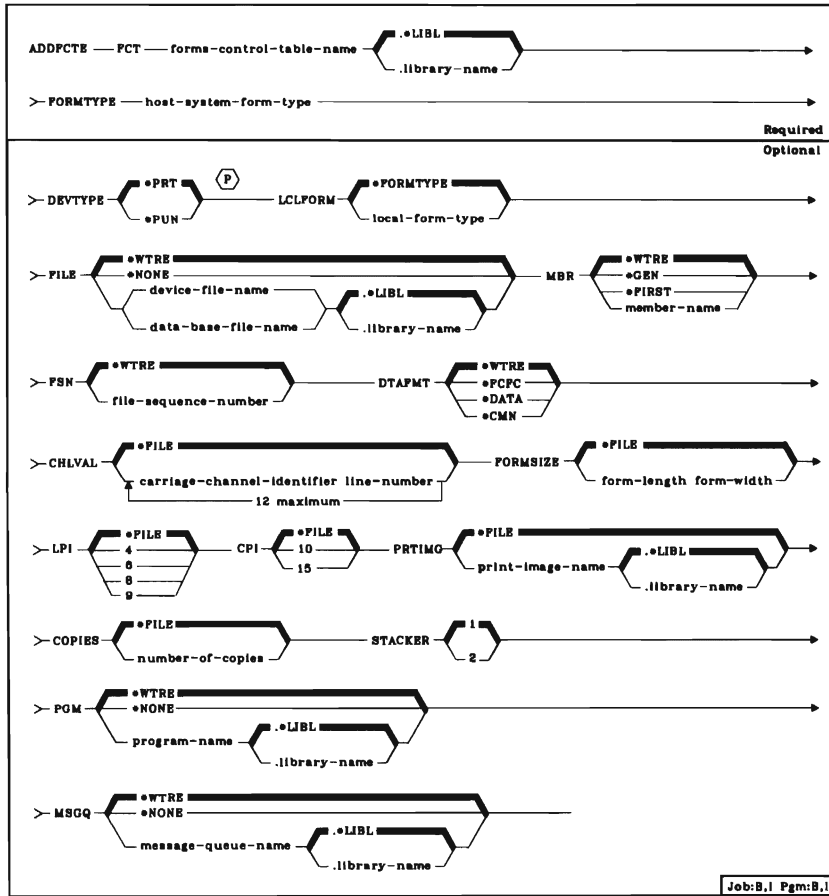 .*LIBL
ADDFCTE FCT forms-control-table-name
.library-name
FORMTYPE host-system-form-type
Required
Optional
*PRT P *FORMTYPE
DEVTYPE LCLFORM
*PUN local-form-type
*WTRE *WTRE
FILE *NONE MBR *GEN
device-file-name .*LIBL *FIRST
data-base-file-name .library-name member-name
*WTRE *WTRE
FSN DTAFMT *FCFC
file-sequence-number *DATA
*CMN
*FILE *FILE
CHLVAL FORMSIZE
carriage-channel-identifier line-number form-length form-width
12 maximum
*FILE *FILE *FILE
LPI 4 CPI 10 PRTIMG .*LIBL
6 15 print-image-name
8 .library-name
9
*FILE 1
COPIES STACKER
number-of-copies 2
*WTRE
PGM *NONE
.*LIBL
program-name
.library-name
*WTRE
MSGQ *NONE
.*LIBL
message-queue-name
.library-name
Job:B,I Pgm:B,I